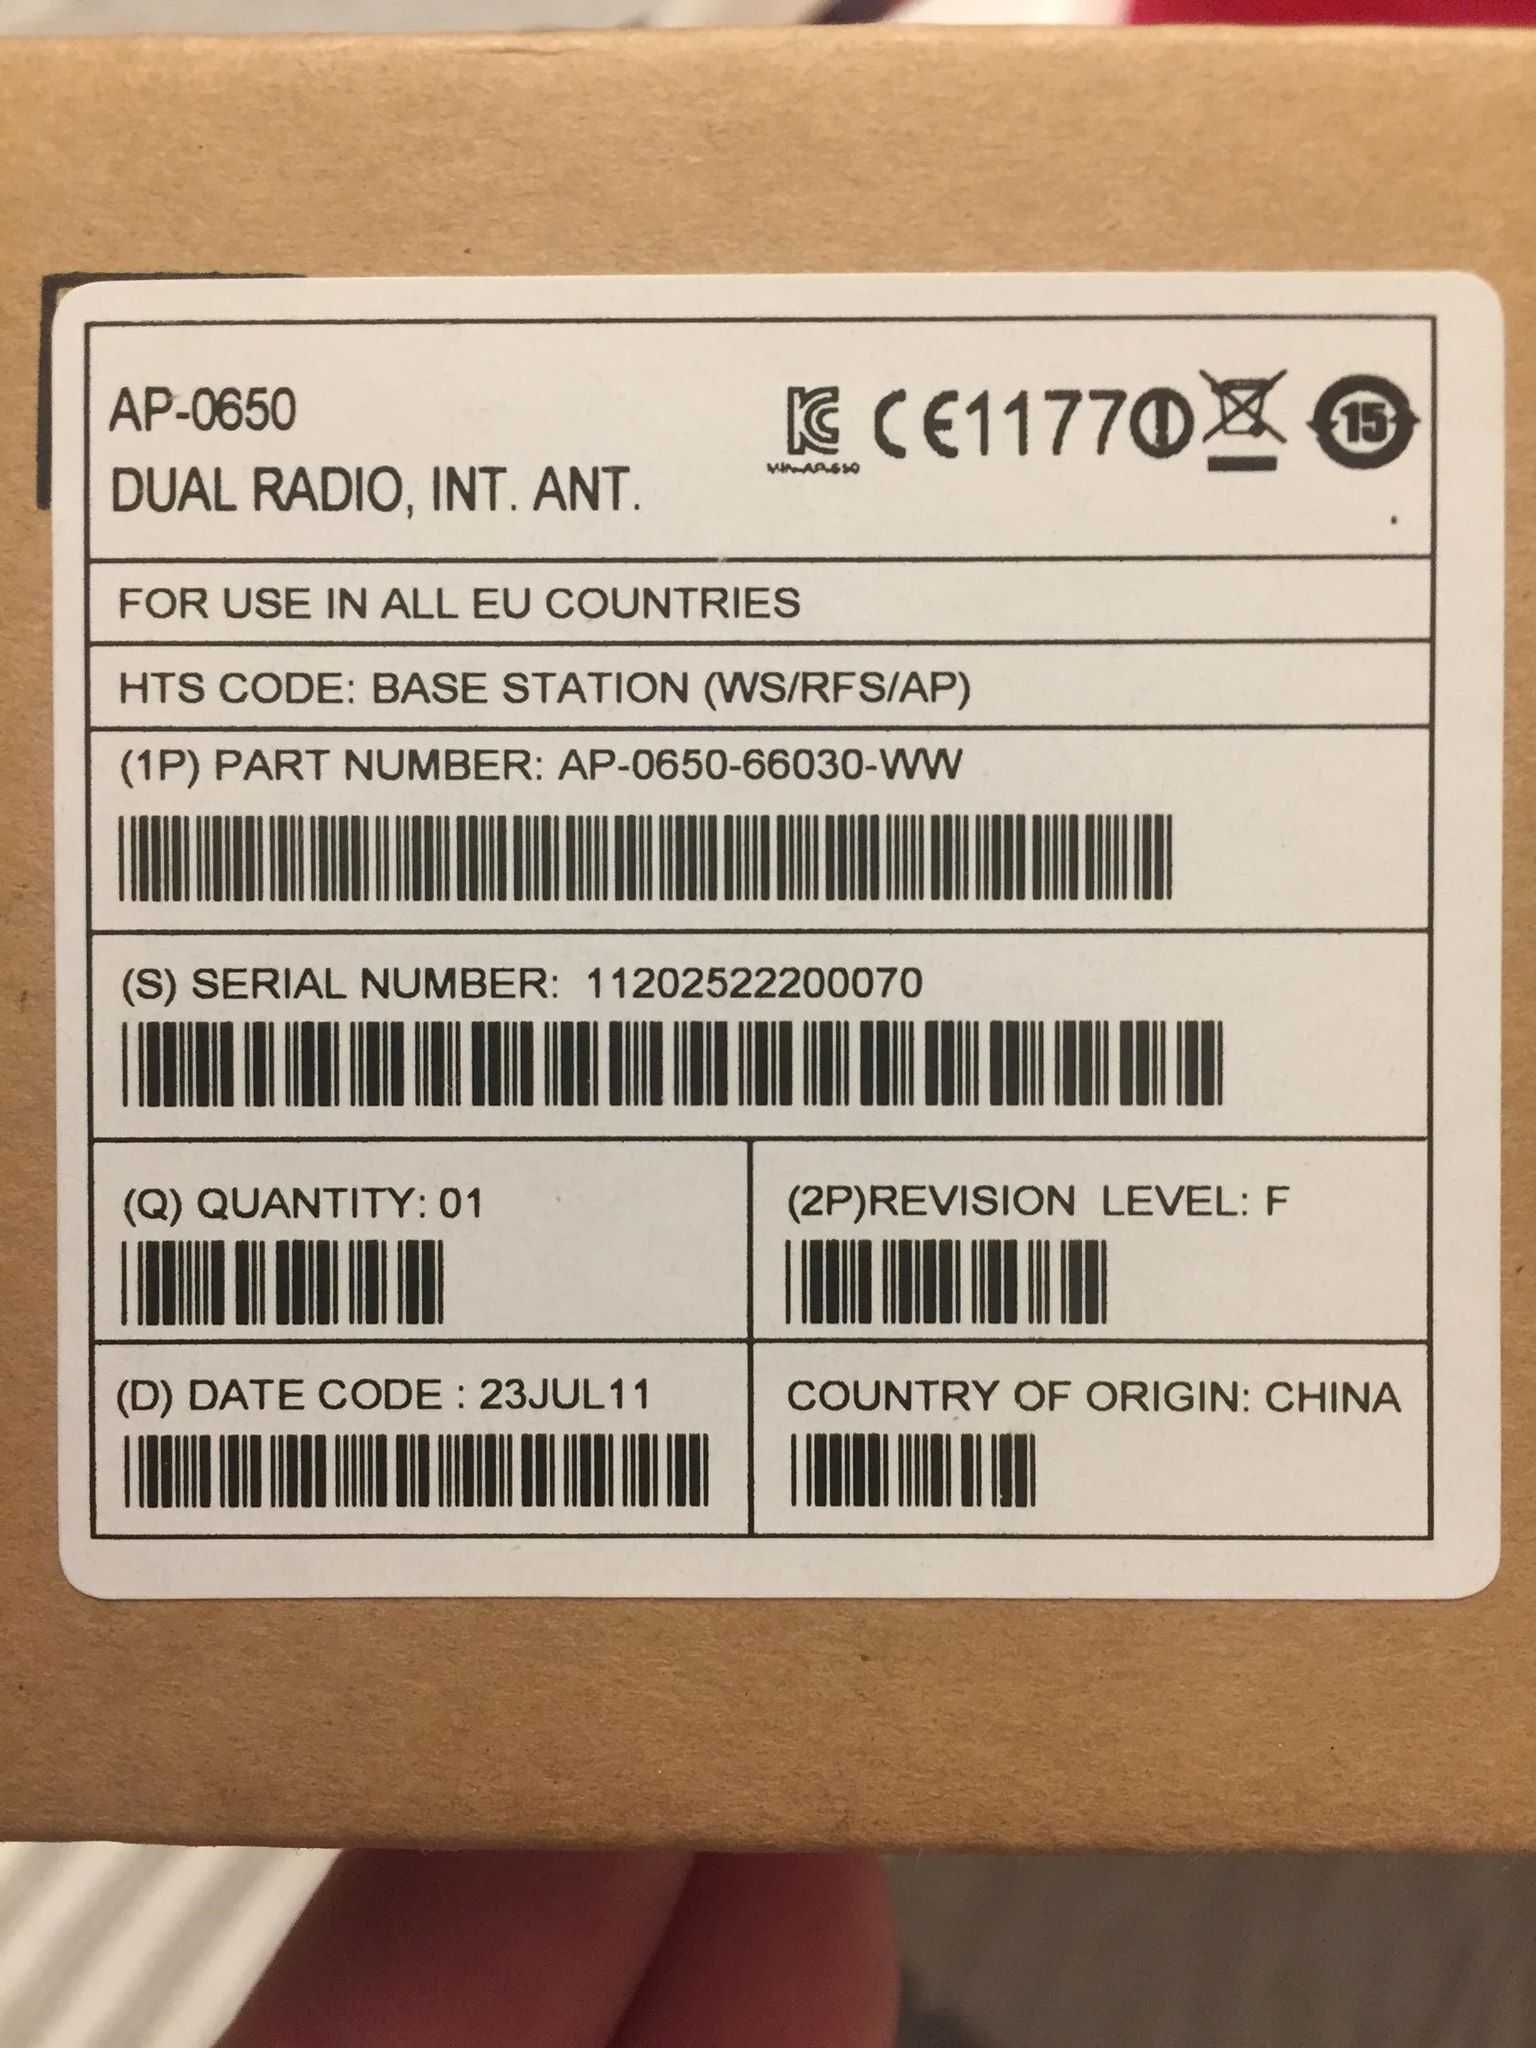 AP-0650
DUAL RADIO, INT. ANT.
CE1177
15
FOR USE IN ALL EU COUNTRIES
HTS CODE: BASE STATION (WS/RFS/AP)
(1P) PART NUMBER: AP-0650-66030-WW
(S) SERIAL NUMBER: 11202522200070
(Q) QUANTITY: 01
(2P)REVISION LEVEL: F
(D) DATE CODE : 23JUL11
COUNTRY OF ORIGIN: CHINA